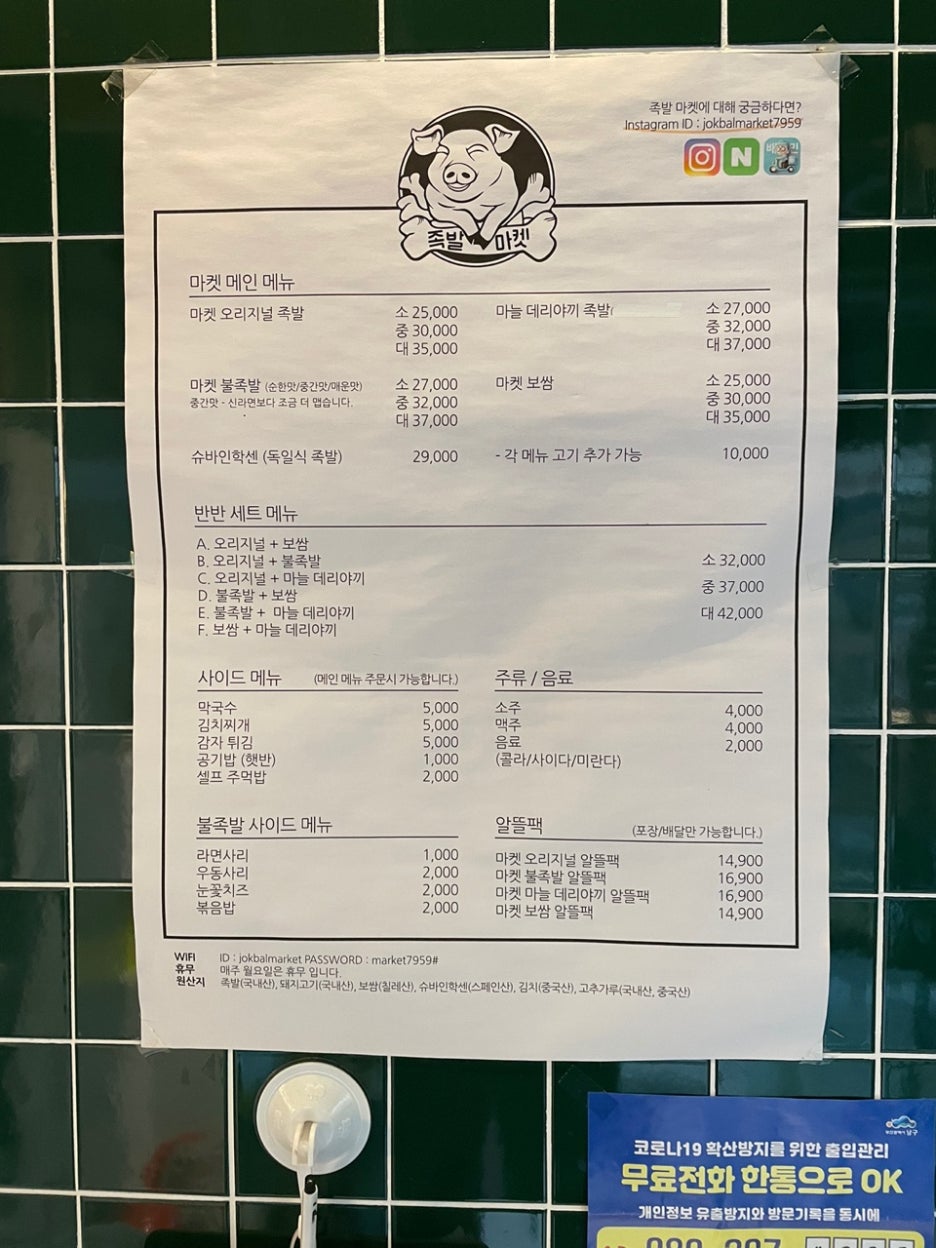 족발 마켓에 대해 궁금하다면?
Instagram ID : jokbalmarket7959
N
족발 마켓
마켓 메인 메뉴
마켓 오리지널 족발 소 25,000
중 30,000
대 35,000
마늘 데리야끼 족발( 소 27,000
중 32,000
대 37,000
마켓 불족발 (순한맛/중간맛/매운맛) 소 27,000
중간맛 - 신라면보다 조금 더 맵습니다. 중 32,000
대 37,000
마켓 보쌈 소 25,000
중 30,000
대 35,000
슈바인학센 (독일식 족발) 29,000
- 각 메뉴 고기 추가 가능 10,000
반반 세트 메뉴
A. 오리지널 + 보쌈
B. 오리지널 + 불족발
C. 오리지널 + 마늘 데리야끼
D. 불족발 + 보쌈
E. 불족발 + 마늘 데리야끼
F. 보쌈 + 마늘 데리야끼
소 32,000
중 37,000
대 42,000
사이드 메뉴 (메인 메뉴 주문시 가능합니다.)
막국수 5,000
김치찌개 5,000
감자 튀김 5,000
공기밥 (햇반) 1,000
셀프 주먹밥 2,000
주류 / 음료
소주 4,000
맥주 4,000
음료 2,000
(콜라/사이다/미란다)
불족발 사이드 메뉴
라면사리 1,000
우동사리 2,000
눈꽃치즈 2,000
볶음밥 2,000
알뜰팩 (포장/배달만 가능합니다.)
마켓 오리지널 알뜰팩 14,900
마켓 불족발 알뜰팩 16,900
마켓 마늘 데리야끼 알뜰팩 16,900
마켓 보쌈 알뜰팩 14,900
WIFI ID : jokbalmarket PASSWORD : market7959#
휴무 매주 월요일은 휴무 입니다.
원산지 족발(국내산), 돼지고기(국내산), 보쌈(칠레산), 슈바인학센(스페인산), 김치(중국산), 고추가루(국내산, 중국산)
부산광역시 남구
코로나19 확산방지를 위한 출입관리
무료전화 한통으로 OK
개인정보 유출방지와 방문기록을 동시에